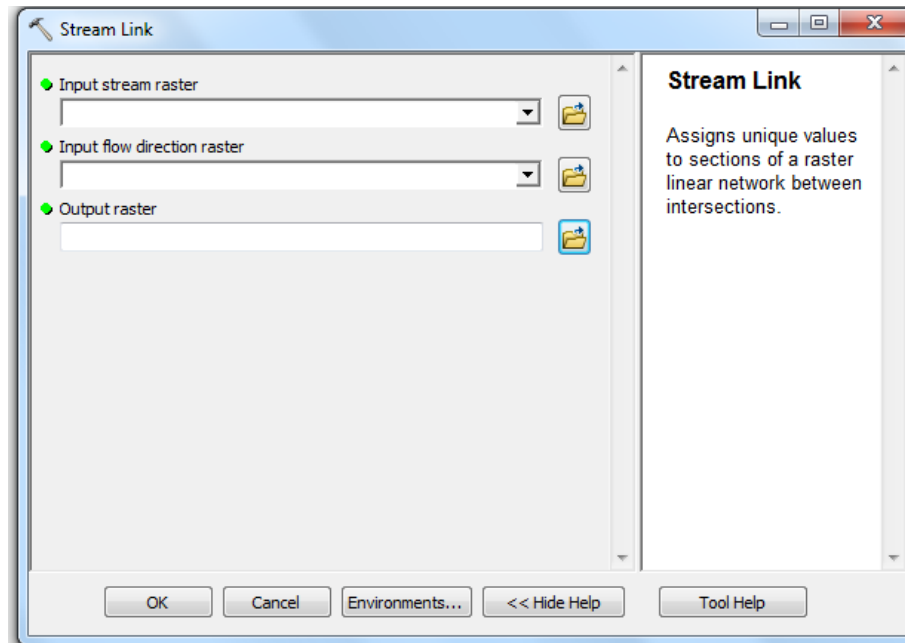 Stream Link
Input stream raster
Input flow direction raster
Output raster
Stream Link
Assigns unique values
to sections of a raster
linear network between
intersections.
OK
Cancel
Environments...
<< Hide Help
Tool Help